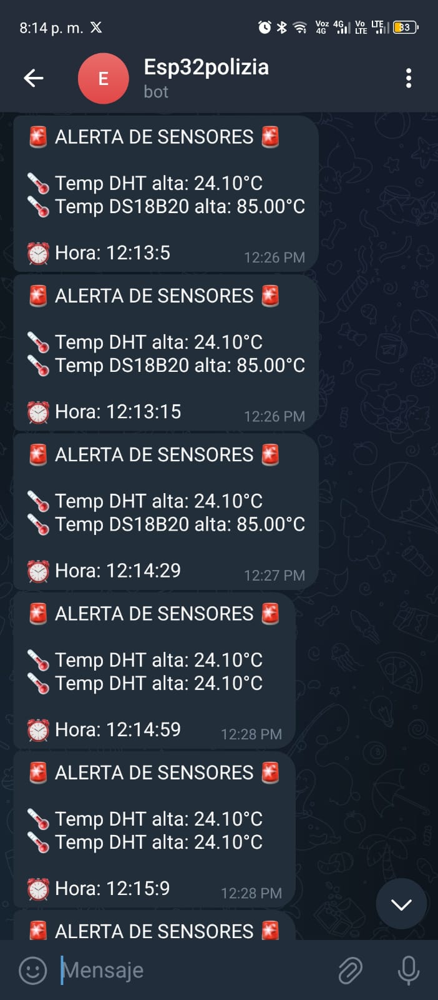 8:14 p. m. X
Voz 4G 4G Vo LTE LTE 33
E
Esp32polizia
bot
🚨 ALERTA DE SENSORES 🚨
🌡 Temp DHT alta: 24.10°C
🌡 Temp DS18B20 alta: 85.00°C
⏰ Hora: 12:13:5
12:26 PM
🚨 ALERTA DE SENSORES 🚨
🌡 Temp DHT alta: 24.10°C
🌡 Temp DS18B20 alta: 85.00°C
⏰ Hora: 12:13:15
12:26 PM
🚨 ALERTA DE SENSORES 🚨
🌡 Temp DHT alta: 24.10°C
🌡 Temp DS18B20 alta: 85.00°C
⏰ Hora: 12:14:29
12:27 PM
🚨 ALERTA DE SENSORES 🚨
🌡 Temp DHT alta: 24.10°C
🌡 Temp DHT alta: 24.10°C
⏰ Hora: 12:14:59
12:28 PM
🚨 ALERTA DE SENSORES 🚨
🌡 Temp DHT alta: 24.10°C
🌡 Temp DHT alta: 24.10°C
⏰ Hora: 12:15:9
12:28 PM
🚨 ALERTA DE SENSORES 🚨
Mensaje